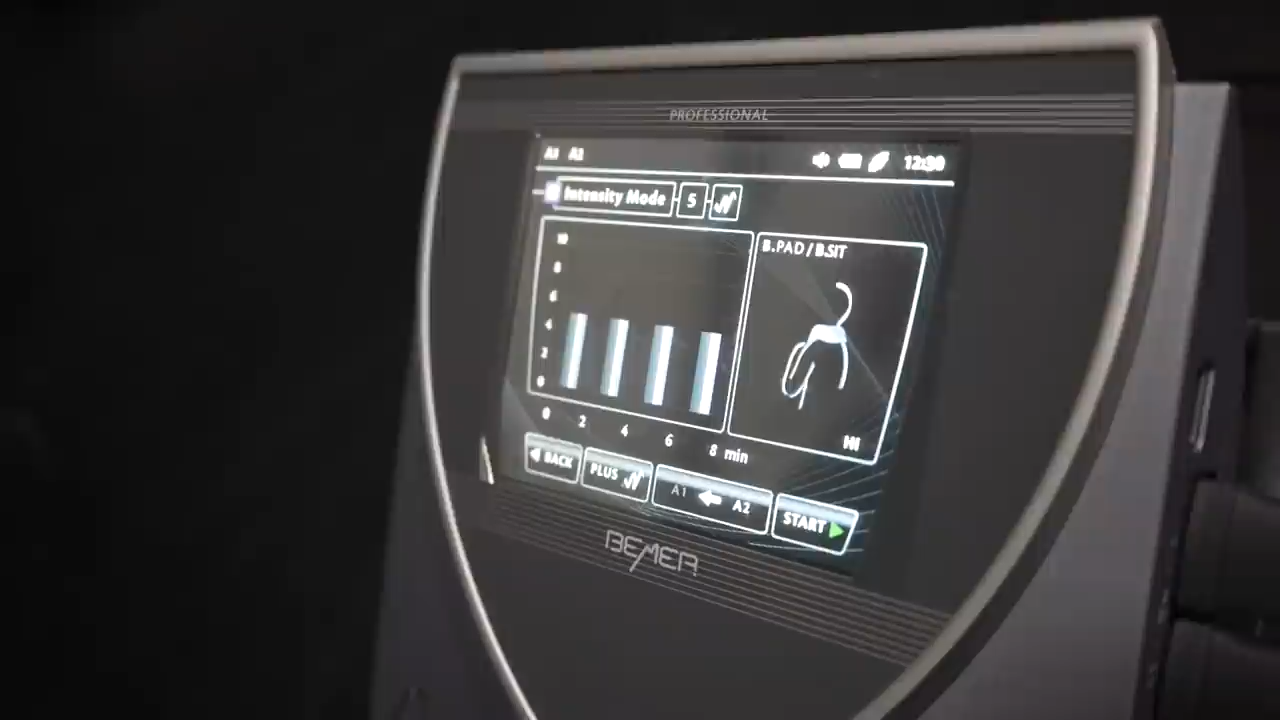 PROFESSIONAL
A1 A2 12:30
Intensity Mode 5
B.PAD / B.SIT
10
8
6
4
2
0
0 2 4 6 8 min
HI
BACK PLUS A1 A2 START
BEMER